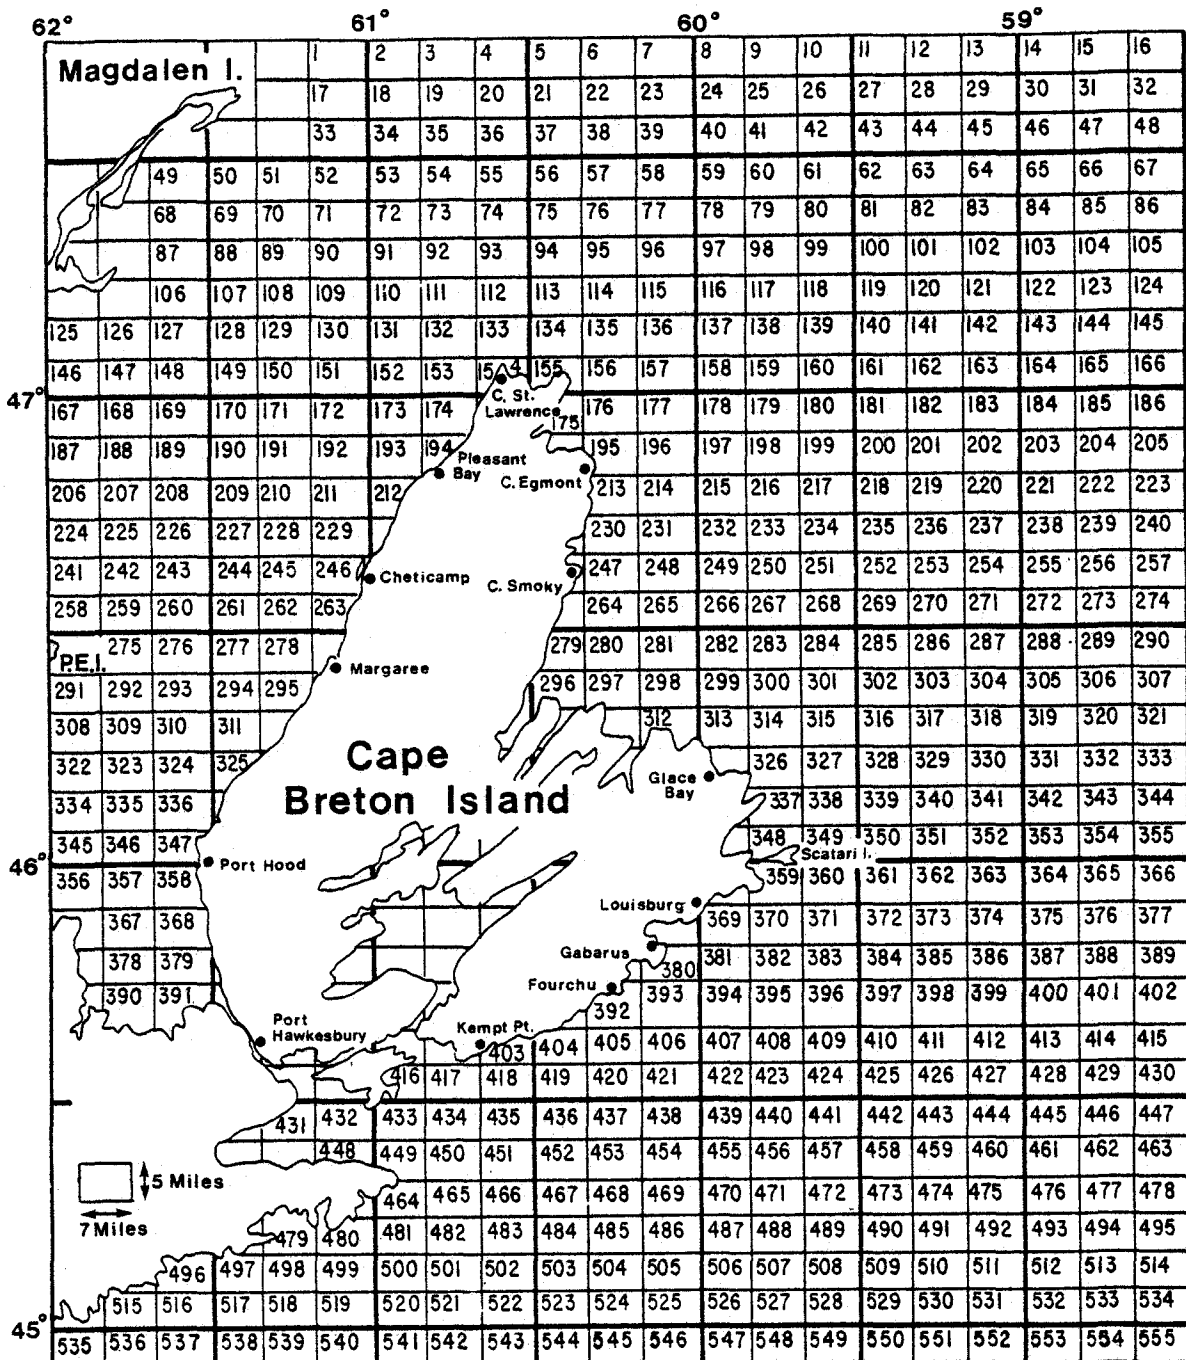 62° 61° 60° 59°
Magdalen I. 1 2 3 4 5 6 7 8 9 10 11 12 13 14 15 16
17 18 19 20 21 22 23 24 25 26 27 28 29 30 31 32
33 34 35 36 37 38 39 40 41 42 43 44 45 46 47 48
49 50 51 52 53 54 55 56 57 58 59 60 61 62 63 64 65 66 67
68 69 70 71 72 73 74 75 76 77 78 79 80 81 82 83 84 85 86
87 88 89 90 91 92 93 94 95 96 97 98 99 100 101 102 103 104 105
106 107 108 109 110 111 112 113 114 115 116 117 118 119 120 121 122 123 124
125 126 127 128 129 130 131 132 133 134 135 136 137 138 139 140 141 142 143 144 145
146 147 148 149 150 151 152 153 154 155 156 157 158 159 160 161 162 163 164 165 166
47° C. St.
167 168 169 170 171 172 173 174 Lawrence 175 176 177 178 179 180 181 182 183 184 185 186
187 188 189 190 191 192 193 194 Pleasant 195 196 197 198 199 200 201 202 203 204 205
Bay C. Egmont
206 207 208 209 210 211 212 213 214 215 216 217 218 219 220 221 222 223
224 225 226 227 228 229 230 231 232 233 234 235 236 237 238 239 240
241 242 243 244 245 246 Cheticamp C. Smoky 247 248 249 250 251 252 253 254 255 256 257
258 259 260 261 262 263 264 265 266 267 268 269 270 271 272 273 274
P.E.I. 275 276 277 278 Margaree 279 280 281 282 283 284 285 286 287 288 289 290
291 292 293 294 295 296 297 298 299 300 301 302 303 304 305 306 307
308 309 310 311 312 313 314 315 316 317 318 319 320 321
322 323 324 325 Cape Glace 326 327 328 329 330 331 332 333
Bay
334 335 336 Breton Island 337 338 339 340 341 342 343 344
345 346 347 348 349 350 351 352 353 354 355
46° Port Hood Scatari I.
356 357 358 359 360 361 362 363 364 365 366
367 368 Louisburg 369 370 371 372 373 374 375 376 377
378 379 Gabarus 380 381 382 383 384 385 386 387 388 389
390 391 Fourchu 392 393 394 395 396 397 398 399 400 401 402
Port
Hawkesbury Kempt Pt. 403 404 405 406 407 408 409 410 411 412 413 414 415
416 417 418 419 420 421 422 423 424 425 426 427 428 429 430
431 432 433 434 435 436 437 438 439 440 441 442 443 444 445 446 447
448 449 450 451 452 453 454 455 456 457 458 459 460 461 462 463
5 Miles 464 465 466 467 468 469 470 471 472 473 474 475 476 477 478
7 Miles 479 480 481 482 483 484 485 486 487 488 489 490 491 492 493 494 495
496 497 498 499 500 501 502 503 504 505 506 507 508 509 510 511 512 513 514
515 516 517 518 519 520 521 522 523 524 525 526 527 528 529 530 531 532 533 534
45°
535 536 537 538 539 540 541 542 543 544 545 546 547 548 549 550 551 552 553 554 555